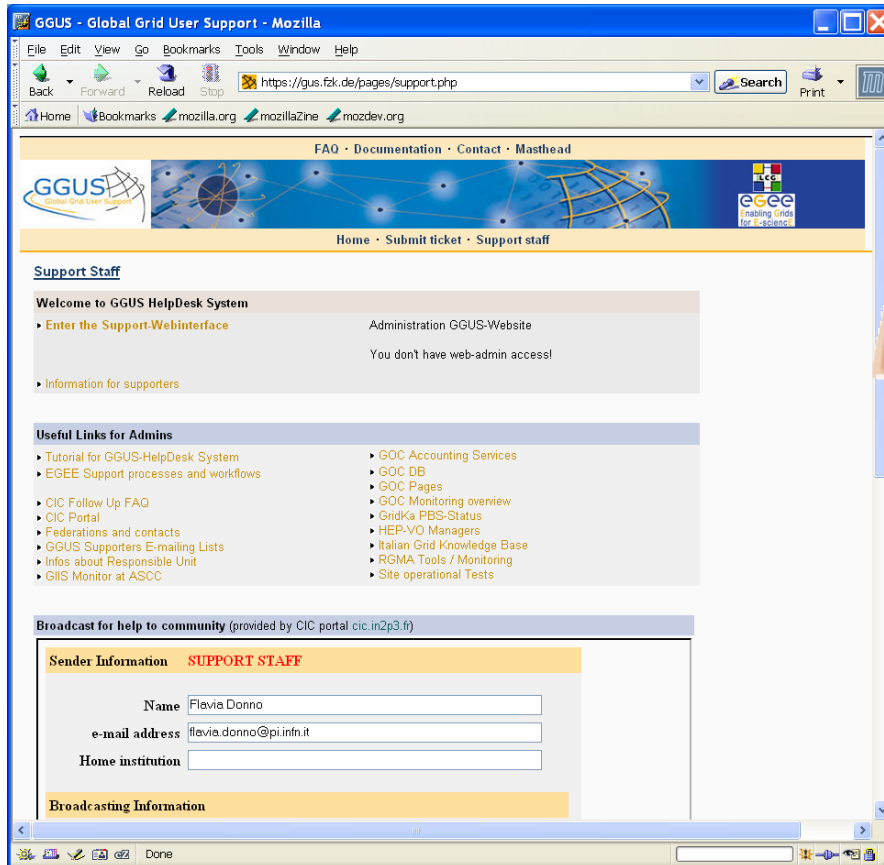 GGUS - Global Grid User Support - Mozilla
File Edit View Go Bookmarks Tools Window Help
Back Forward Reload Stop https://gus.fzk.de/pages/support.php Search Print
Home Bookmarks mozilla.org mozillaZine mozdev.org
FAQ · Documentation · Contact · Masthead
GGUS
Global Grid User Support
LCG
eGee
Enabling Grids
for E-sciencE
Home · Submit ticket · Support staff
Support Staff
Welcome to GGUS HelpDesk System
Enter the Support-Webinterface
Administration GGUS-Website
You don't have web-admin access!
Information for supporters
Useful Links for Admins
Tutorial for GGUS-HelpDesk System
EGEE Support processes and workflows
CIC Follow Up FAQ
CIC Portal
Federations and contacts
GGUS Supporters E-mailing Lists
Infos about Responsible Unit
GIIS Monitor at ASCC
GOC Accounting Services
GOC DB
GOC Pages
GOC Monitoring overview
GridKa PBS-Status
HEP-VO Managers
Italian Grid Knowledge Base
RGMA Tools / Monitoring
Site operational Tests
Broadcast for help to community (provided by CIC portal cic.in2p3.fr)
Sender Information SUPPORT STAFF
Name Flavia Donno
e-mail address flavia.donno@pi.infn.it
Home institution
Broadcasting Information
Done